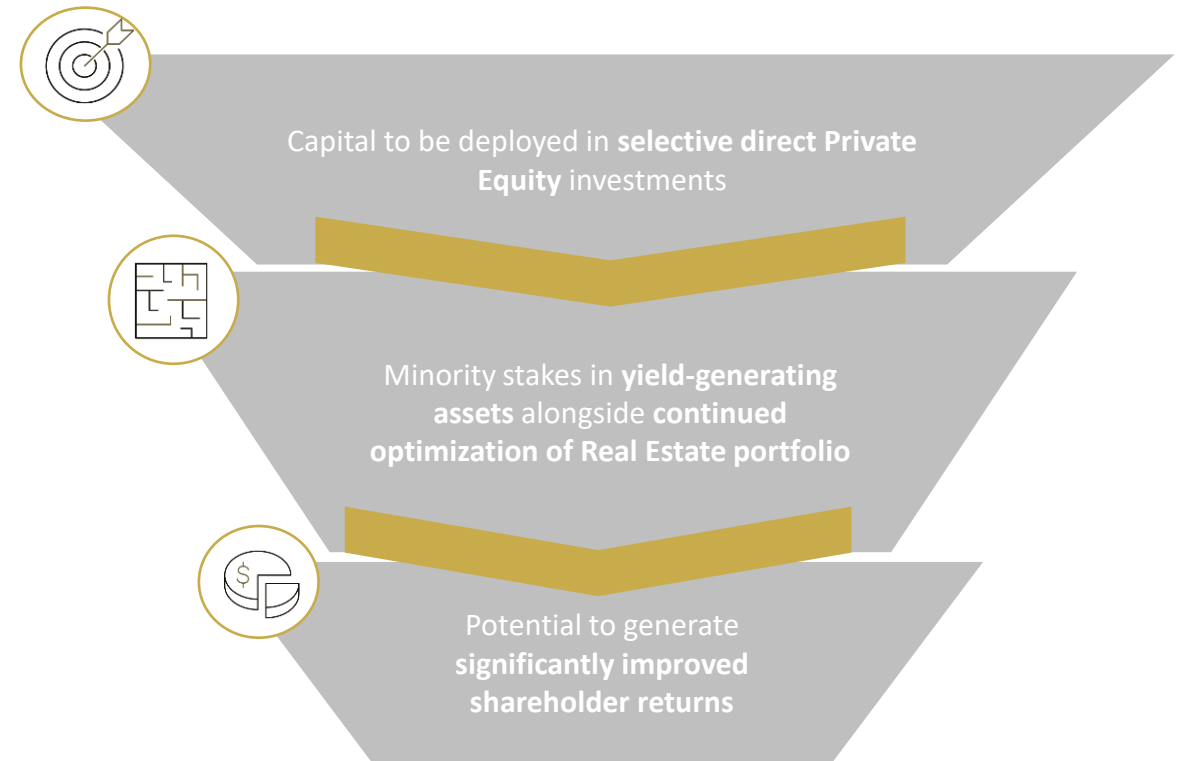 Capital to be deployed in selective direct Private
Equity investments
Minority stakes in yield-generating
assets alongside continued
optimization of Real Estate portfolio
$
Potential to generate
significantly improved
shareholder returns